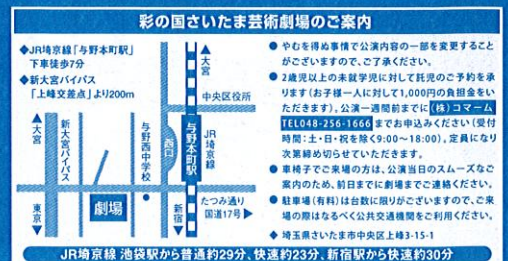 彩の国さいたま芸術劇場のご案内
◆JR埼京線「与野本町駅」
下車徒歩7分
◆新大宮バイパス
「上峰交差点」より200m
▲大宮
中央区役所
▲大宮
新大宮バイパス
与野西中学校
西口
与野本町駅
JR埼京線
劇場
東京▼
新宿▼
たつみ通り
国道17号▶
● やむを得ぬ事情で公演内容の一部を変更すること
がございますので、ご了承ください。
● 2歳児以上の未就学児に対して託児のご予約を承
ります(お子様一人に対して1,000円の負担金をい
ただきます)。公演一週間前までに(株)コマーム
TEL048-256-1666 までお申込みください(受付
時間:土・日・祝を除く9:00〜18:00)。定員になり
次第締め切らせていただきます。
● 車椅子でご来場の方は、公演当日のスムーズなご
案内のため、前日までに劇場までご連絡ください。
● 駐車場(有料)は台数に限りがございますので、ご来
場の際はなるべく公共交通機関をご利用ください。
◆ 埼玉県さいたま市中央区上峰3-15-1
JR埼京線 池袋駅から普通約29分、快速約23分、新宿駅から快速約30分